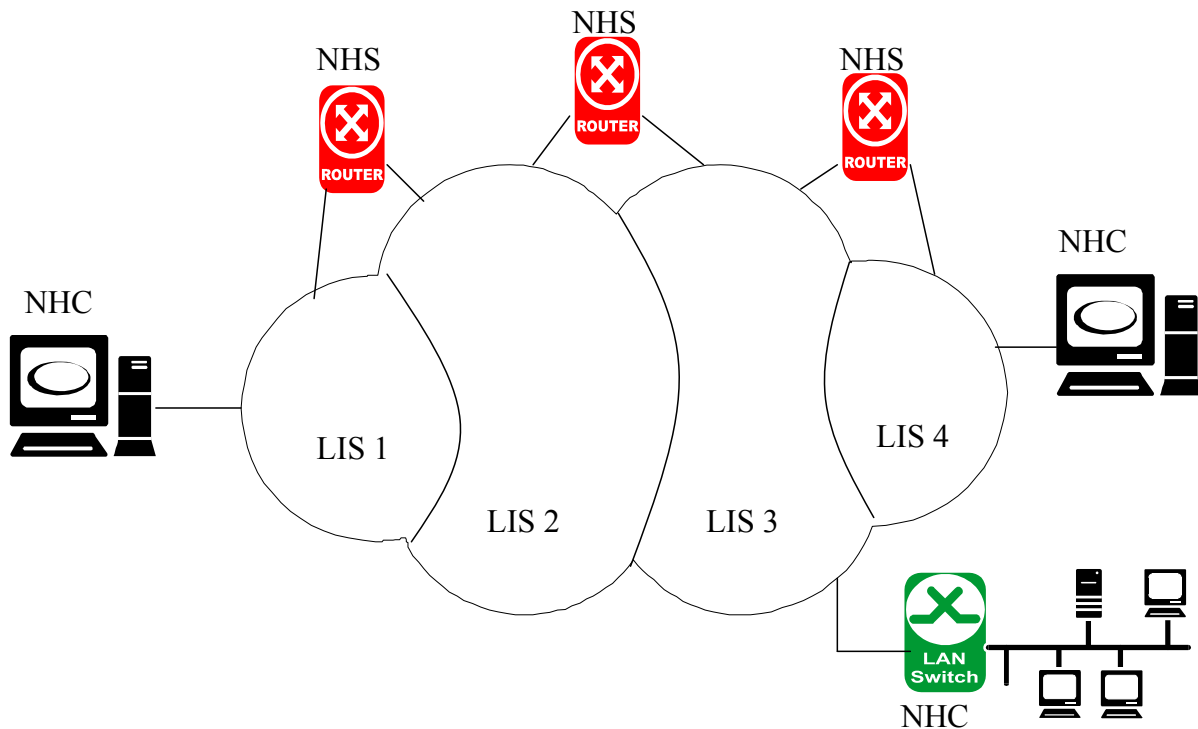 NHS
NHS
NHS
ROUTER
ROUTER
ROUTER
NHC
NHC
LIS 1
LIS 2
LIS 3
LIS 4
LAN
Switch
NHC